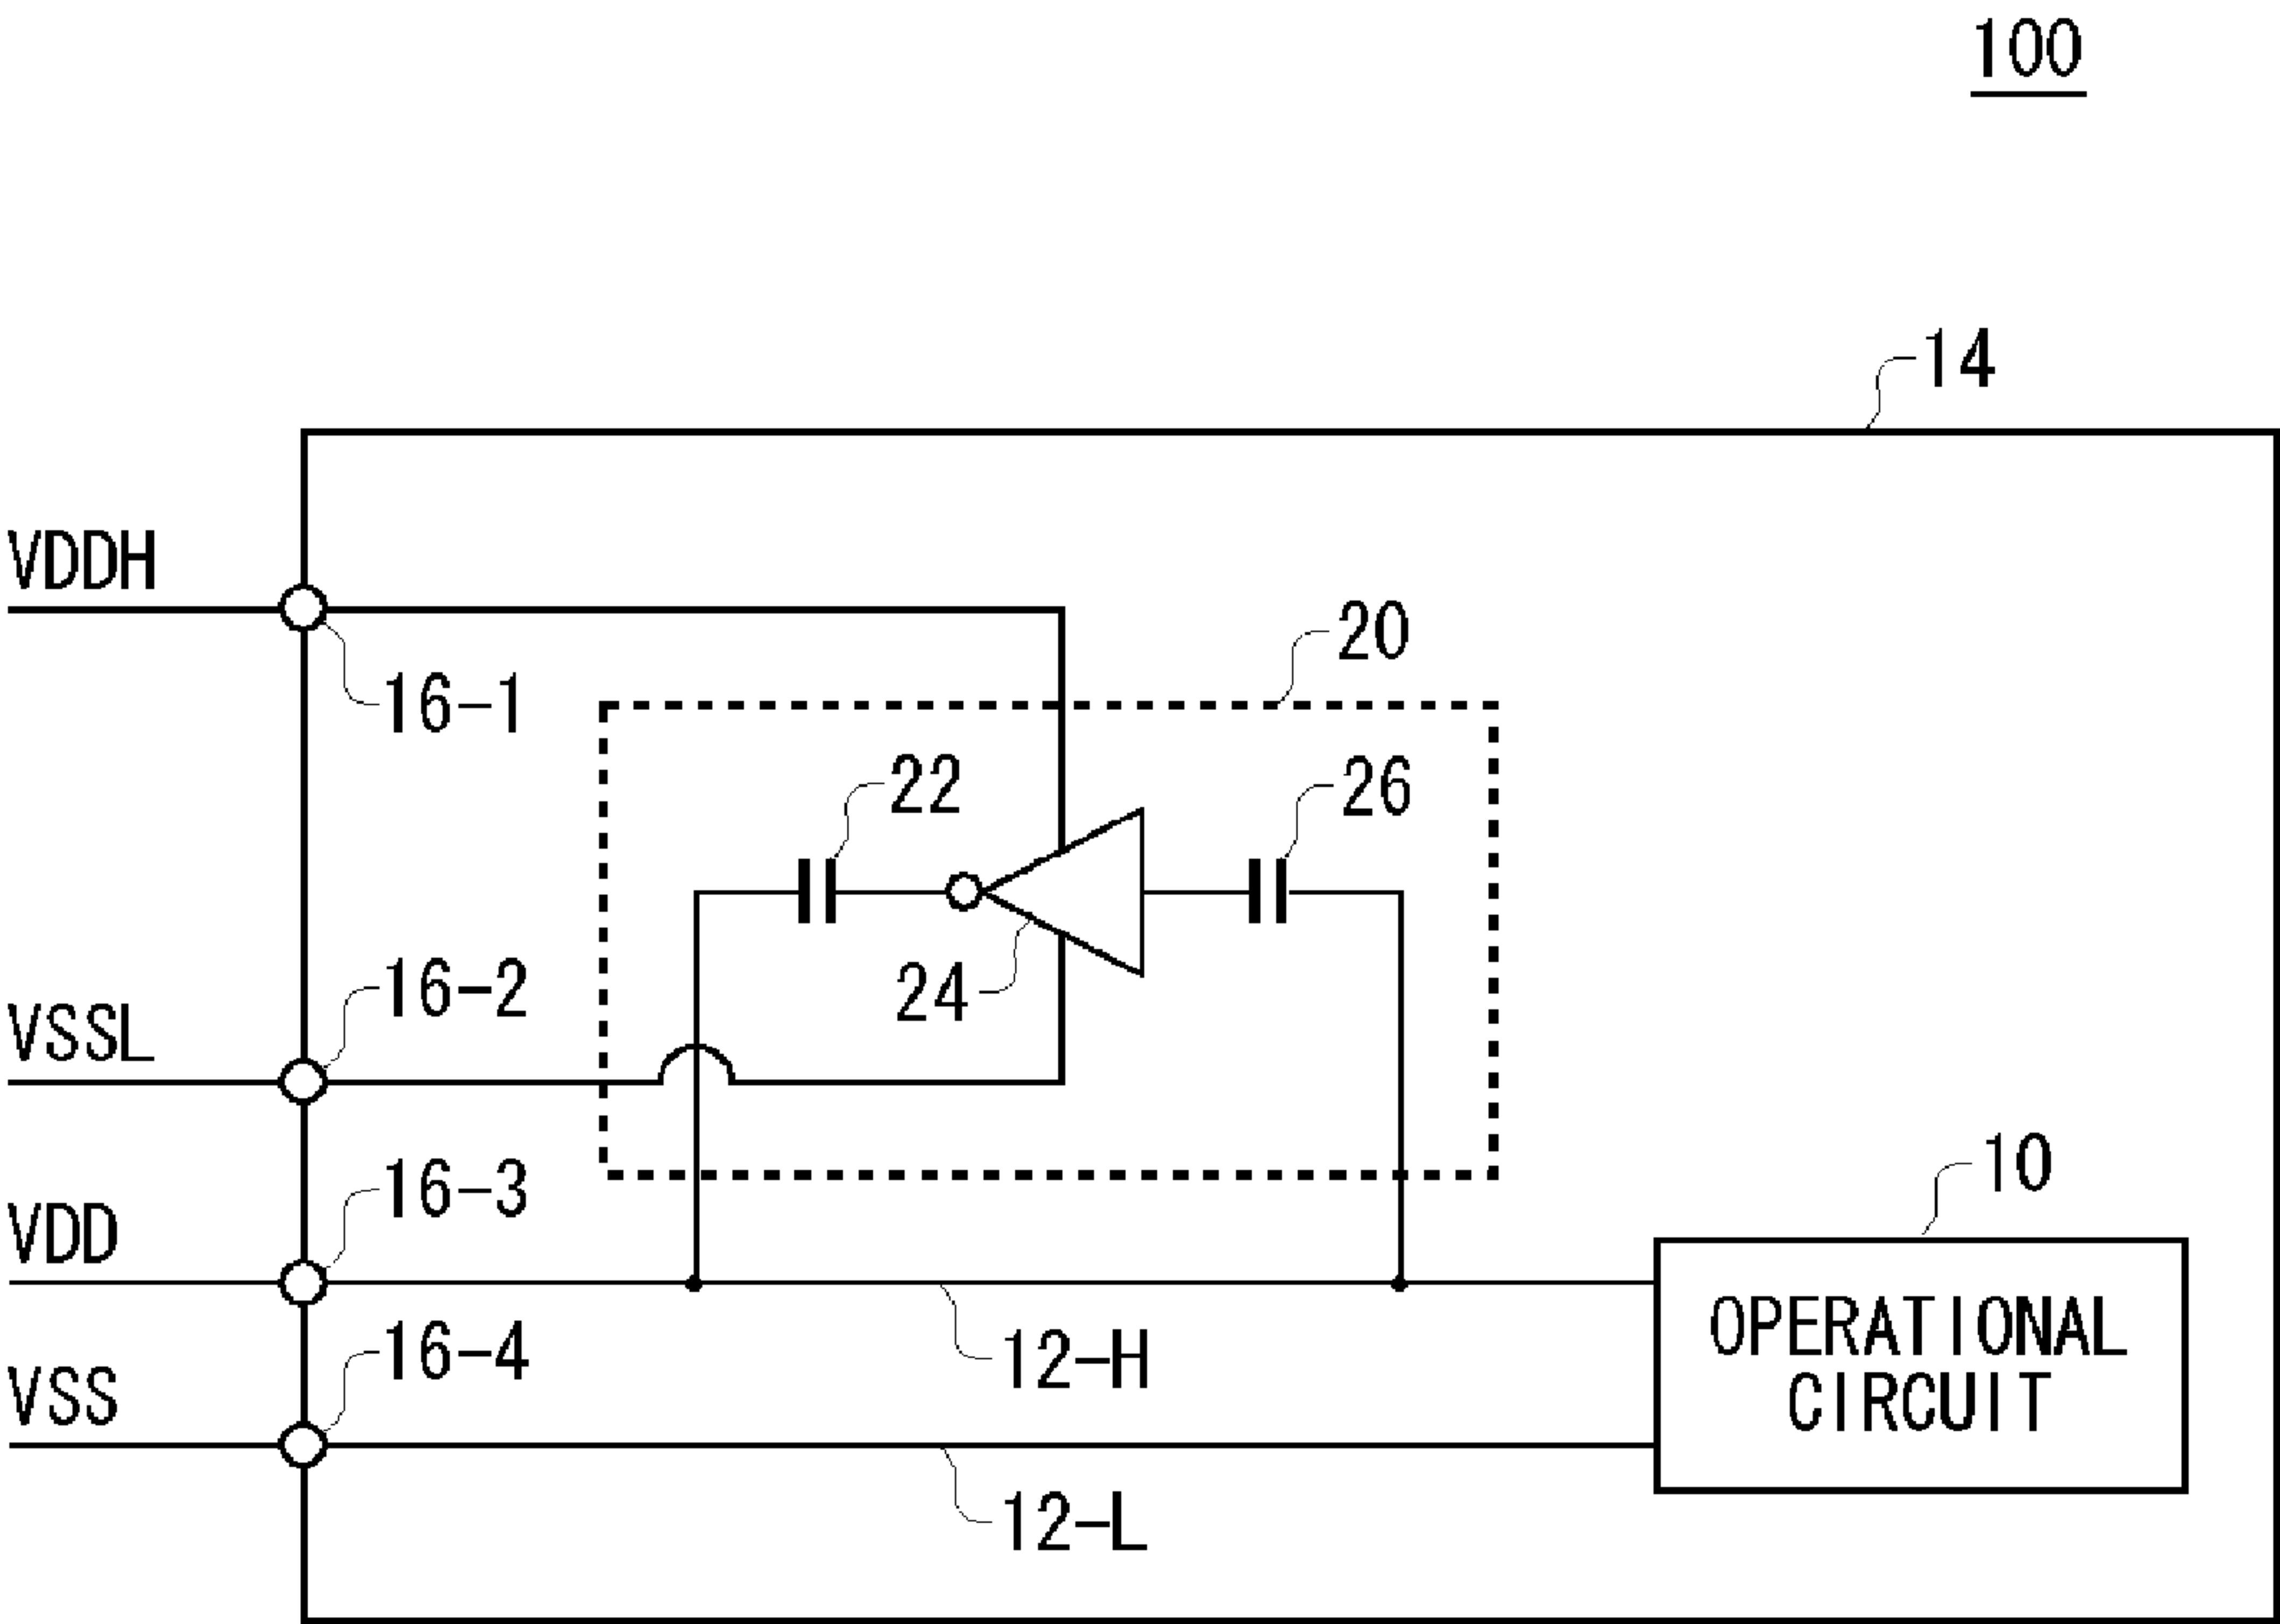 100
14
VDDH
20
16-1
22
26
24
16-2
VSSL
10
16-3
VDD
OPERATIONAL
CIRCUIT
12-H
16-4
VSS
12-L